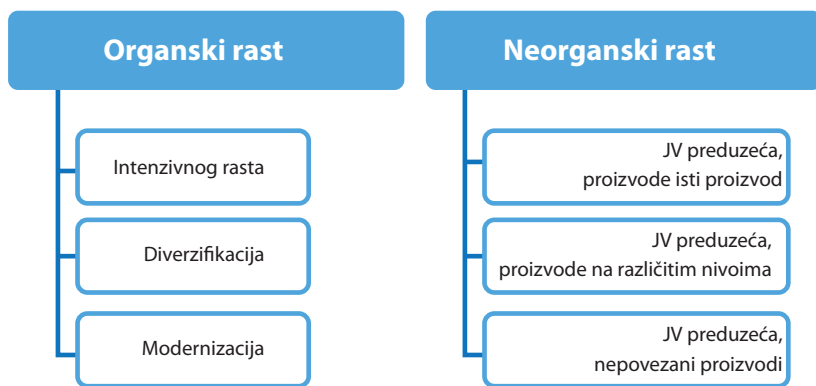 Organski rast
Intenzivnog rasta
Diverzifikacija
Modernizacija
Neorganski rast
JV preduzeća,
proizvode isti proizvod
JV preduzeća,
proizvode na različitim nivoima
JV preduzeća,
nepovezani proizvodi